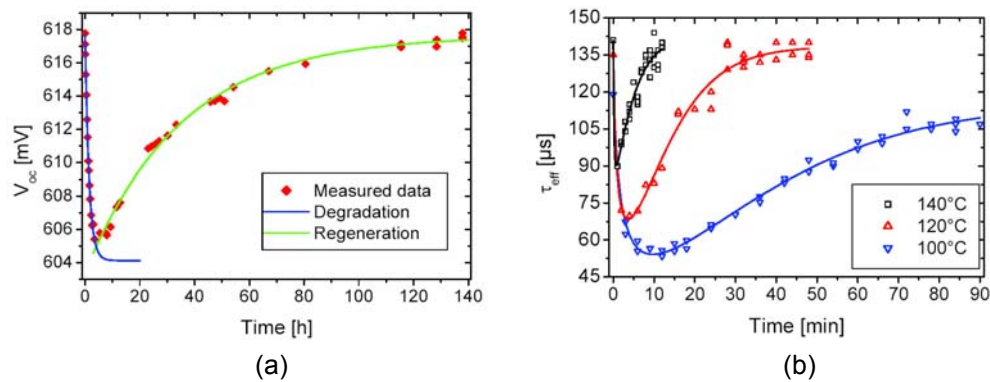 618
616
614
612
610
608
606
604
V_oc [mV]
Measured data
Degradation
Regeneration
0 20 40 60 80 100 120 140
Time [h]
(a)
150
135
120
105
90
75
60
45
τ_eff [µs]
140°C
120°C
100°C
0 10 20 30 40 50 60 70 80 90
Time [min]
(b)